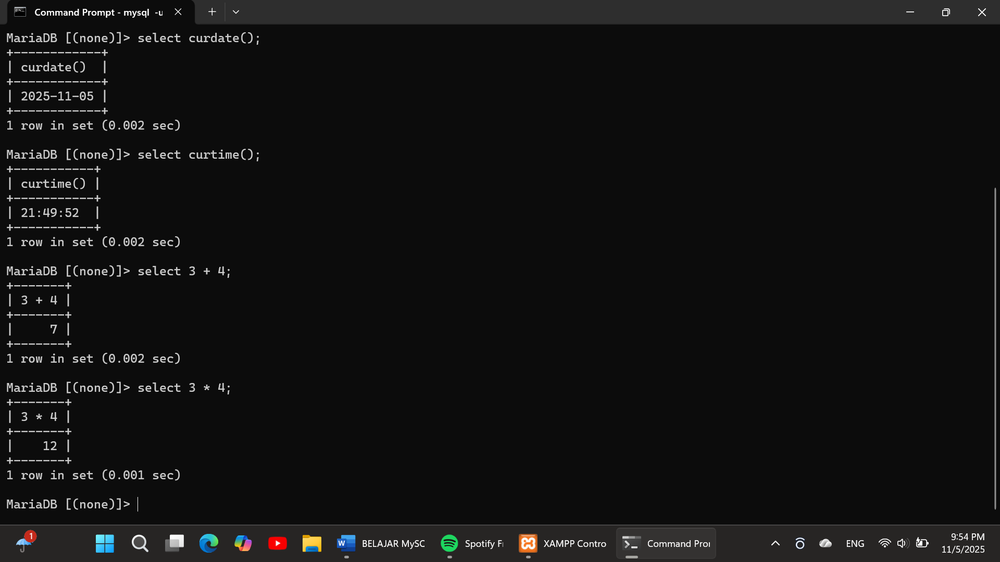 Command Prompt - mysql -u
MariaDB [(none)]> select curdate();
+------------+
| curdate()  |
+------------+
| 2025-11-05 |
+------------+
1 row in set (0.002 sec)
MariaDB [(none)]> select curtime();
+-----------+
| curtime() |
+-----------+
| 21:49:52  |
+-----------+
1 row in set (0.002 sec)
MariaDB [(none)]> select 3 + 4;
+-------+
| 3 + 4 |
+-------+
|     7 |
+-------+
1 row in set (0.002 sec)
MariaDB [(none)]> select 3 * 4;
+-------+
| 3 * 4 |
+-------+
|    12 |
+-------+
1 row in set (0.001 sec)
MariaDB [(none)]>
1
W
BELAJAR MySC
Spotify Fr
XAMPP Contro
Command Pror
ENG
9:54 PM
11/5/2025